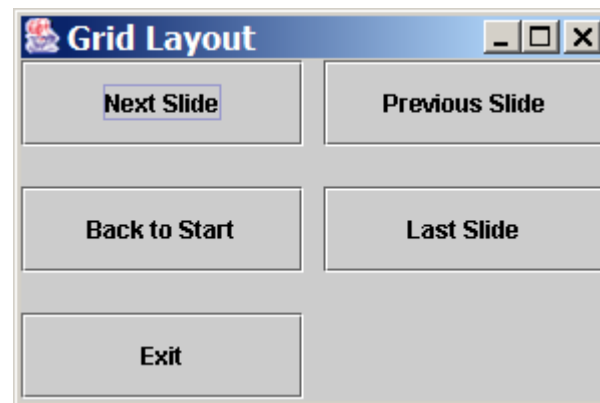 Grid Layout
Next Slide
Previous Slide
Back to Start
Last Slide
Exit